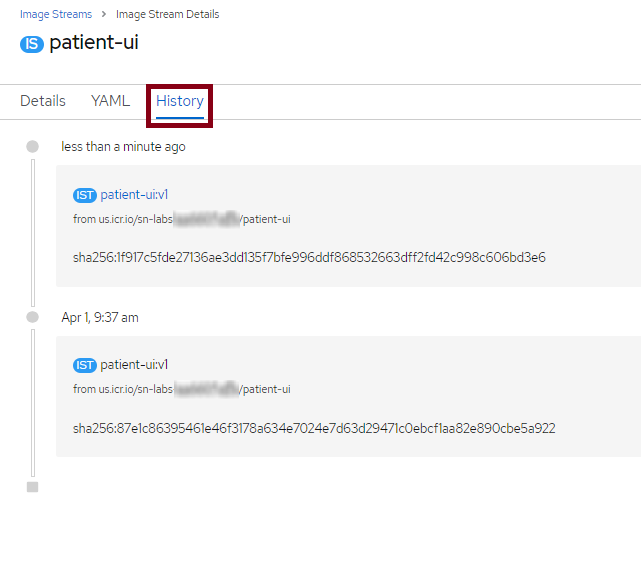 Image Streams > Image Stream Details
IS patient-ui
Details YAML History
less than a minute ago
IST patient-ui:v1
from us.icr.io/sn-labs /patient-ui
sha256:1f917c5fde27136ae3dd135f7bfe996ddf868532663dff2fd42c998c606bd3e6
Apr 1, 9:37 am
IST patient-ui:v1
from us.icr.io/sn-labs /patient-ui
sha256:87e1c86395461e46f3178a634e7024e7d63d29471c0ebcf1aa82e890cbe5a922